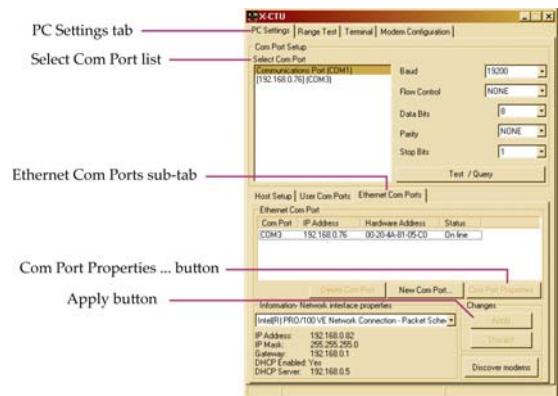 PC Settings tab
Select Com Port list
Ethernet Com Ports sub-tab
Com Port Properties ... button
Apply button
X-CTU
PC Settings Range Test Terminal Modem Configuration
Com Port Setup
Select Com Port
Communications Port (COM1)
[192.168.0.76] (COM3)
Baud 19200
Flow Control NONE
Data Bits 8
Parity NONE
Stop Bits 1
Test / Query
Host Setup User Com Ports Ethernet Com Ports
Ethernet Com Port
Com Port IP Address Hardware Address Status
COM3 192.168.0.76 00-20-4A-81-05-C0 On line
Delete Com Port New Com Port... Com Port Properties
Information- Network interface properties
Changes
Intel(R) PRO/100 VE Network Connection - Packet Sche
Apply
IP Address: 192.168.0.82
IP Mask: 255.255.255.0
Gateway: 192.168.0.1
DHCP Enabled: Yes
DHCP Server: 192.168.0.5
Discover modems